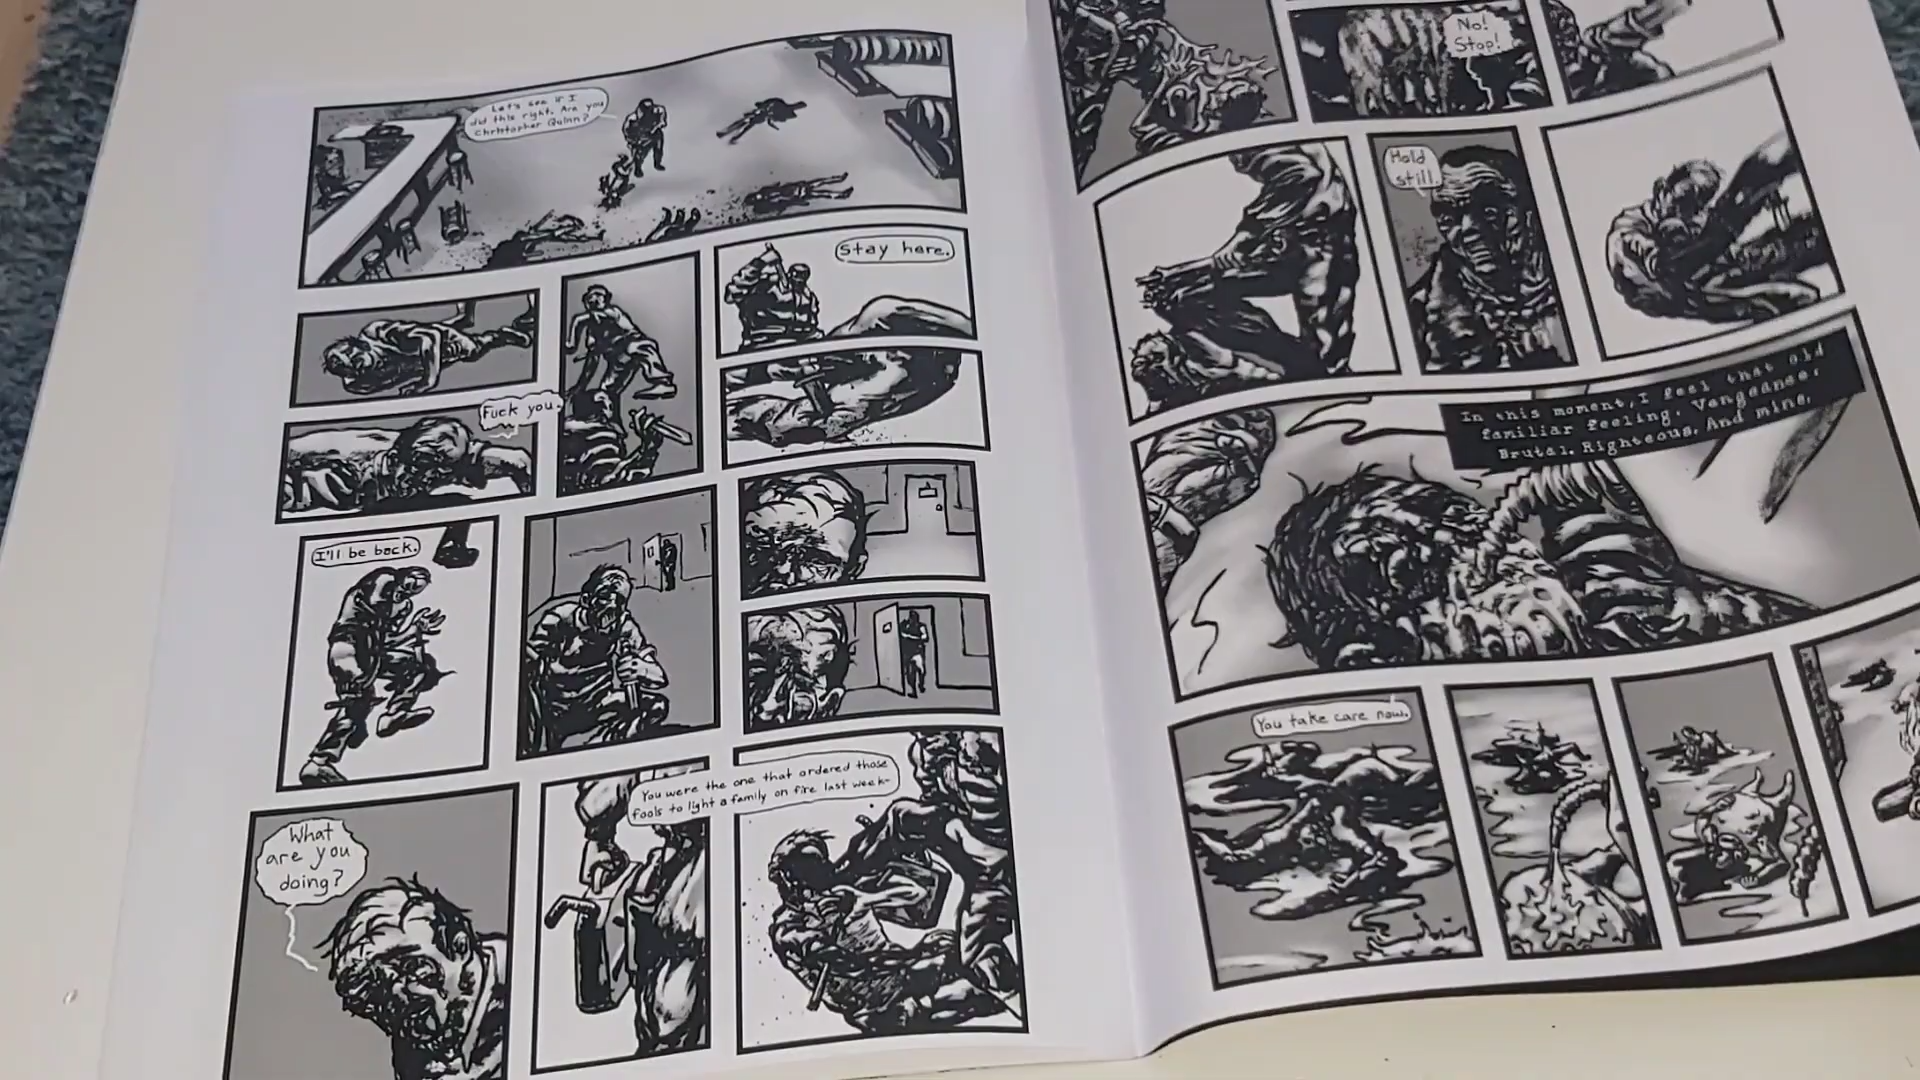 Let's see if I
did this right. Are you
Christopher Quinn?
Stay here.
Fuck you.
I'll be back.
What
are you
doing?
You were the one that ordered those
fools to light a family on fire last week-
No!
Stop!
Hold
still.
In this moment, I feel that old
familiar feeling. Vengeance.
Brutal. Righteous. And mine.
You take care now.